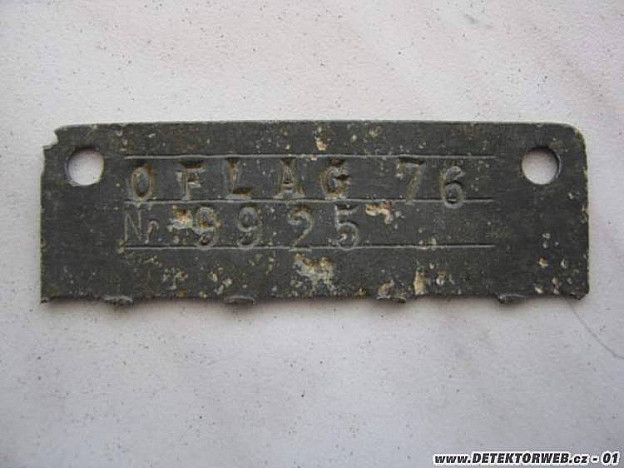 OFLAG 76
Nr 9925
www.DETEKTORWEB.cz - 01